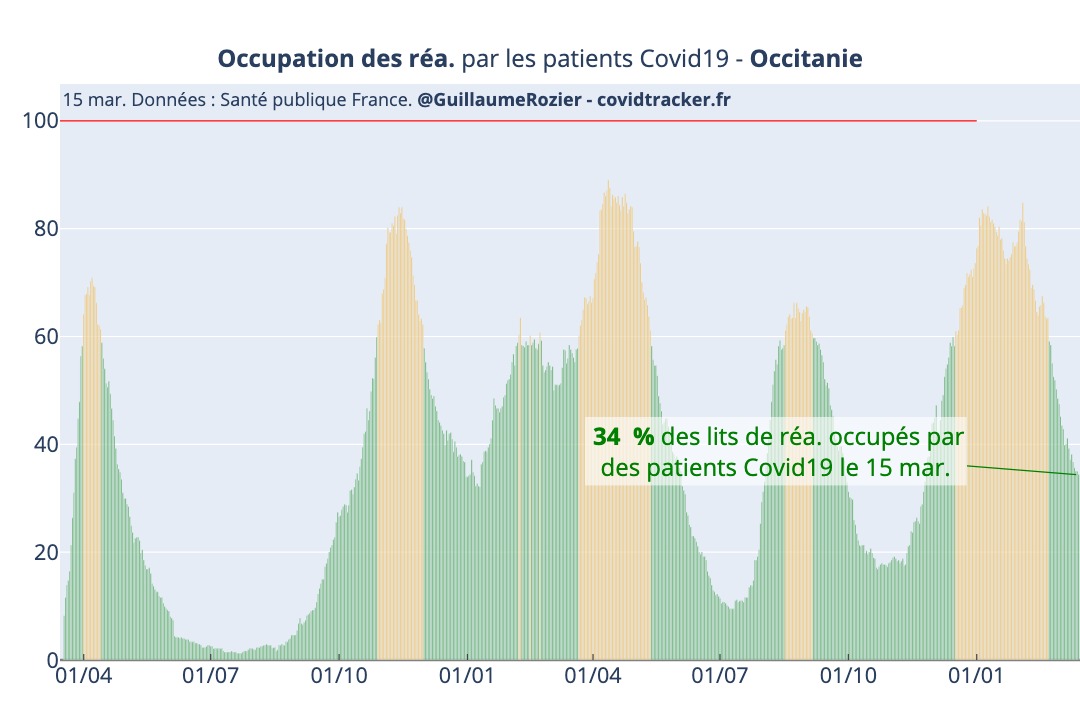 Occupation des réa. par les patients Covid19 - Occitanie
15 mar. Données : Santé publique France. @GuillaumeRozier - covidtracker.fr
100
80
60
40
20
0
34 % des lits de réa. occupés par
des patients Covid19 le 15 mar.
01/04 01/07 01/10 01/01 01/04 01/07 01/10 01/01